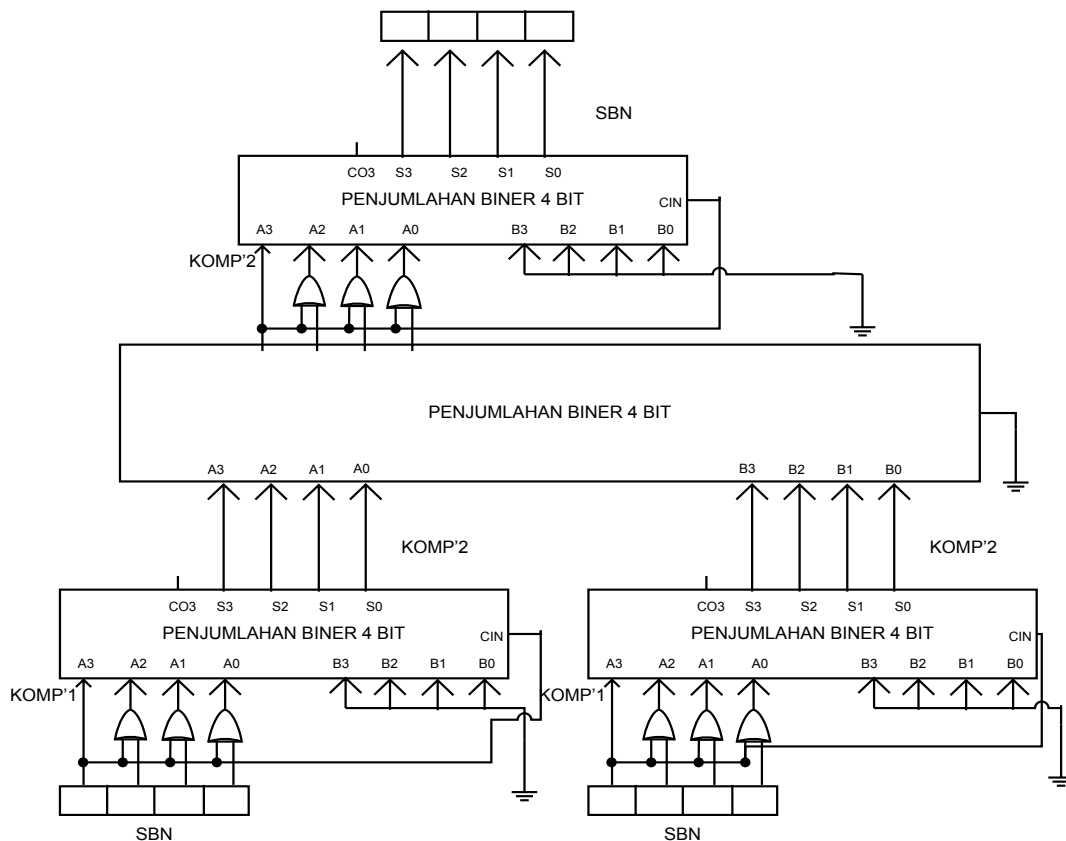 SBN
CO3 S3 S2 S1 S0
PENJUMLAHAN BINER 4 BIT
CIN
A3 A2 A1 A0 B3 B2 B1 B0
KOMP'2
PENJUMLAHAN BINER 4 BIT
A3 A2 A1 A0 B3 B2 B1 B0
KOMP'2 KOMP'2
CO3 S3 S2 S1 S0 CO3 S3 S2 S1 S0
PENJUMLAHAN BINER 4 BIT CIN PENJUMLAHAN BINER 4 BIT CIN
A3 A2 A1 A0 B3 B2 B1 B0 A3 A2 A1 A0 B3 B2 B1 B0
KOMP'1 KOMP'1
SBN SBN